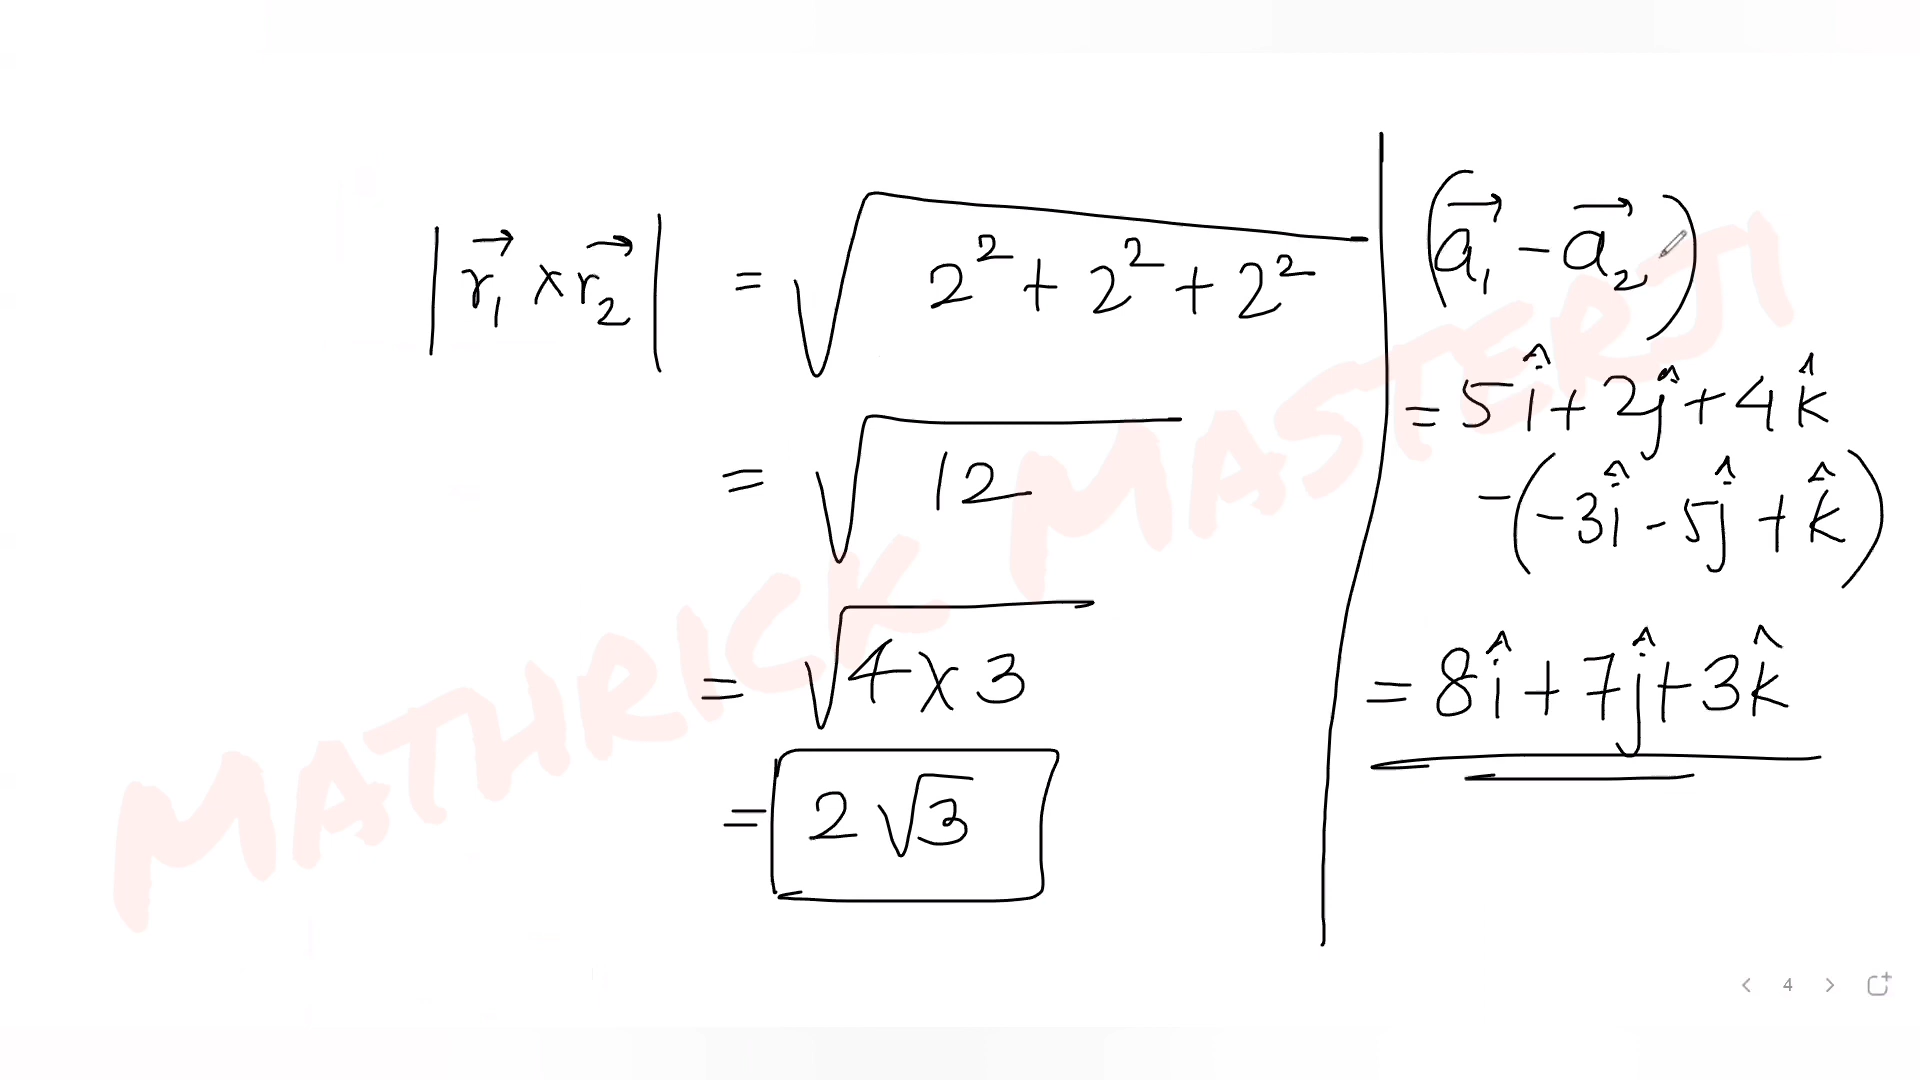 |r₁⃗ × r₂⃗| = √(2² + 2² + 2²)
= √12
= √(4 × 3)
= 2√3
(a₁⃗ − a₂⃗)
= 5î + 2ĵ + 4k̂
− (−3î − 5ĵ + k̂)
= 8î + 7ĵ + 3k̂
MATHRICK MASTERJI
< 4 >